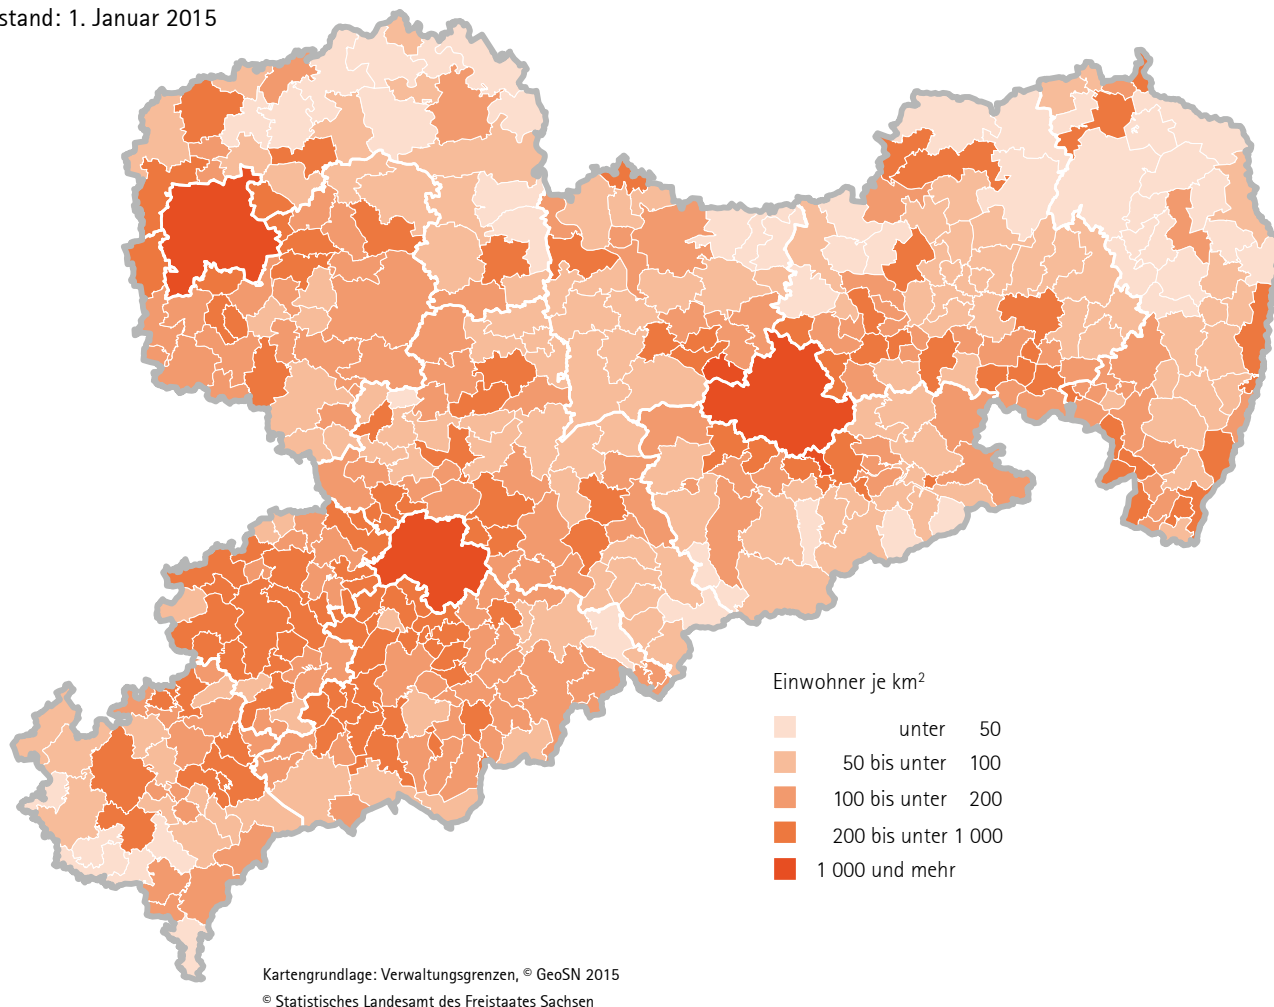 stand: 1. Januar 2015
Einwohner je km²
unter 50
50 bis unter 100
100 bis unter 200
200 bis unter 1 000
1 000 und mehr
Kartengrundlage: Verwaltungsgrenzen, © GeoSN 2015
© Statistisches Landesamt des Freistaates Sachsen